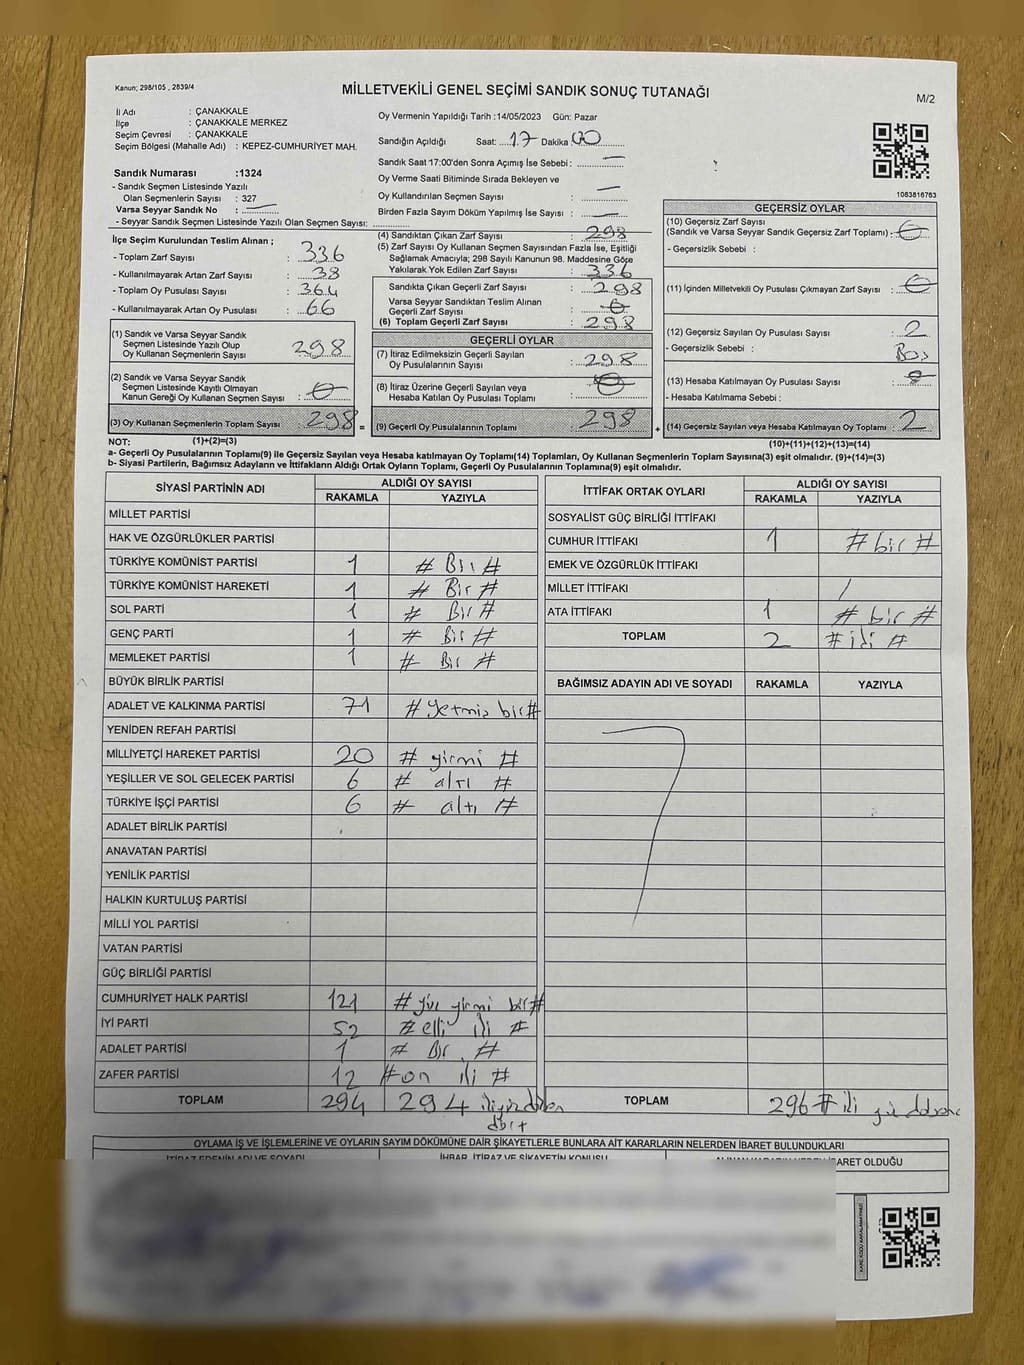 Kanun; 298/105 , 2839/4
MİLLETVEKİLİ GENEL SEÇİMİ SANDIK SONUÇ TUTANAĞI
M/2
İl Adı : ÇANAKKALE
İlçe : ÇANAKKALE MERKEZ
Seçim Çevresi : ÇANAKKALE
Seçim Bölgesi (Mahalle Adı) : KEPEZ-CUMHURİYET MAH.
Sandık Numarası :1324
- Sandık Seçmen Listesinde Yazılı
Olan Seçmenlerin Sayısı : 327
Varsa Seyyar Sandık No :
- Seyyar Sandık Seçmen Listesinde Yazılı Olan Seçmen Sayısı:
Oy Vermenin Yapıldığı Tarih :14/05/2023 Gün: Pazar
Sandığın Açıldığı Saat: 17 Dakika 00
Sandık Saat 17:00'den Sonra Açımış İse Sebebi :
Oy Verme Saati Bitiminde Sırada Bekleyen ve
Oy Kullandırılan Seçmen Sayısı :
Birden Fazla Sayım Döküm Yapılmış İse Sayısı :
1063816763
İlçe Seçim Kurulundan Teslim Alınan ;
- Toplam Zarf Sayısı : 336
- Kullanılmayarak Artan Zarf Sayısı : 38
- Toplam Oy Pusulası Sayısı : 364
- Kullanılmayarak Artan Oy Pusulası : 66
(1) Sandık ve Varsa Seyyar Sandık
Seçmen Listesinde Yazılı Olup
Oy Kullanan Seçmenlerin Sayısı 298
(2) Sandık ve Varsa Seyyar Sandık
Seçmen Listesinde Kayıtlı Olmayan
Kanun Gereği Oy Kullanan Seçmen Sayısı : 0
(3) Oy Kullanan Seçmenlerin Toplam Sayısı : 298 =
(4) Sandıktan Çıkan Zarf Sayısı : 298
(5) Zarf Sayısı Oy Kullanan Seçmen Sayısından Fazla İse, Eşitliği
Sağlamak Amacıyla; 298 Sayılı Kanunun 98. Maddesine Göre
Yakılarak Yok Edilen Zarf Sayısı : 336
Sandıkta Çıkan Geçerli Zarf Sayısı : 298
Varsa Seyyar Sandıktan Teslim Alınan
Geçerli Zarf Sayısı : 0
(6) Toplam Geçerli Zarf Sayısı : 298
GEÇERLİ OYLAR
(7) İtiraz Edilmeksizin Geçerli Sayılan
Oy Pusulalarının Sayısı : 298
(8) İtiraz Üzerine Geçerli Sayılan veya
Hesaba Katılan Oy Pusulası Toplamı : 0
(9) Geçerli Oy Pusulalarının Toplamı : 298 +
GEÇERSİZ OYLAR
(10) Geçersiz Zarf Sayısı
(Sandık ve Varsa Seyyar Sandık Geçersiz Zarf Toplamı) : 0
- Geçersizlik Sebebi :
(11) İçinden Milletvekili Oy Pusulası Çıkmayan Zarf Sayısı : 0
(12) Geçersiz Sayılan Oy Pusulası Sayısı : 2
- Geçersizlik Sebebi : Boş
(13) Hesaba Katılmayan Oy Pusulası Sayısı :
- Hesaba Katılmama Sebebi :
(14) Geçersiz Sayılan veya Hesaba Katılmayan Oy Toplamı : 2
NOT: (1)+(2)=(3) (10)+(11)+(12)+(13)=(14)
a- Geçerli Oy Pusulasının Toplamı(9) ile Geçersiz Sayılan veya Hesaba katılmayan Oy Toplamı(14) Toplamları, Oy Kullanan Seçmenlerin Toplam Sayısına(3) eşit olmalıdır. (9)+(14)=(3)
b- Siyasi Partilerin, Bağımsız Adayların ve İttifakların Aldığı Ortak Oyların Toplamı, Geçerli Oy Pusulalarının Toplamına(9) eşit olmalıdır.
SİYASİ PARTİNİN ADI ALDIĞI OY SAYISI
RAKAMLA YAZIYLA
MİLLET PARTİSİ
HAK VE ÖZGÜRLÜKLER PARTİSİ
TÜRKİYE KOMÜNİST PARTİSİ 1 # Bir #
TÜRKİYE KOMÜNİST HAREKETİ 1 # Bir #
SOL PARTİ 1 # Bir #
GENÇ PARTİ 1 # Bir #
MEMLEKET PARTİSİ 1 # Bir #
BÜYÜK BİRLİK PARTİSİ
ADALET VE KALKINMA PARTİSİ 71 # yetmiş bir #
YENİDEN REFAH PARTİSİ
MİLLİYETÇİ HAREKET PARTİSİ 20 # yirmi #
YEŞİLLER VE SOL GELECEK PARTİSİ 6 # altı #
TÜRKİYE İŞÇİ PARTİSİ 6 # altı #
ADALET BİRLİK PARTİSİ
ANAVATAN PARTİSİ
YENİLİK PARTİSİ
HALKIN KURTULUŞ PARTİSİ
MİLLİ YOL PARTİSİ
VATAN PARTİSİ
GÜÇ BİRLİĞİ PARTİSİ
CUMHURİYET HALK PARTİSİ 121 # yüz yirmi bir #
İYİ PARTİ 52 # elli iki #
ADALET PARTİSİ 1 # Bir #
ZAFER PARTİSİ 12 # on iki #
TOPLAM 294 294 ikiyüzdoksan
dört
İTTİFAK ORTAK OYLARI ALDIĞI OY SAYISI
RAKAMLA YAZIYLA
SOSYALİST GÜÇ BİRLİĞİ İTTİFAKI
CUMHUR İTTİFAKI 1 # bir #
EMEK VE ÖZGÜRLÜK İTTİFAKI
MİLLET İTTİFAKI /
ATA İTTİFAKI 1 # bir #
TOPLAM 2 # iki #
BAĞIMSIZ ADAYIN ADI VE SOYADI RAKAMLA YAZIYLA
TOPLAM 296 # iki yüz
OYLAMA İŞ VE İŞLEMLERİNE VE OYLARIN SAYIM DÖKÜMÜNE DAİR ŞİKAYETLERLE BUNLARA AİT KARARLARIN NELERDEN İBARET BULUNDUKLARI
İTİRAZ EDENİN ADI VE SOYADI İHBAR, İTİRAZ VE ŞİKAYETİN KONUSU ALINAN KARARIN NEDEN İBARET OLDUĞU
KARE KODU KARALAMAYINIZ